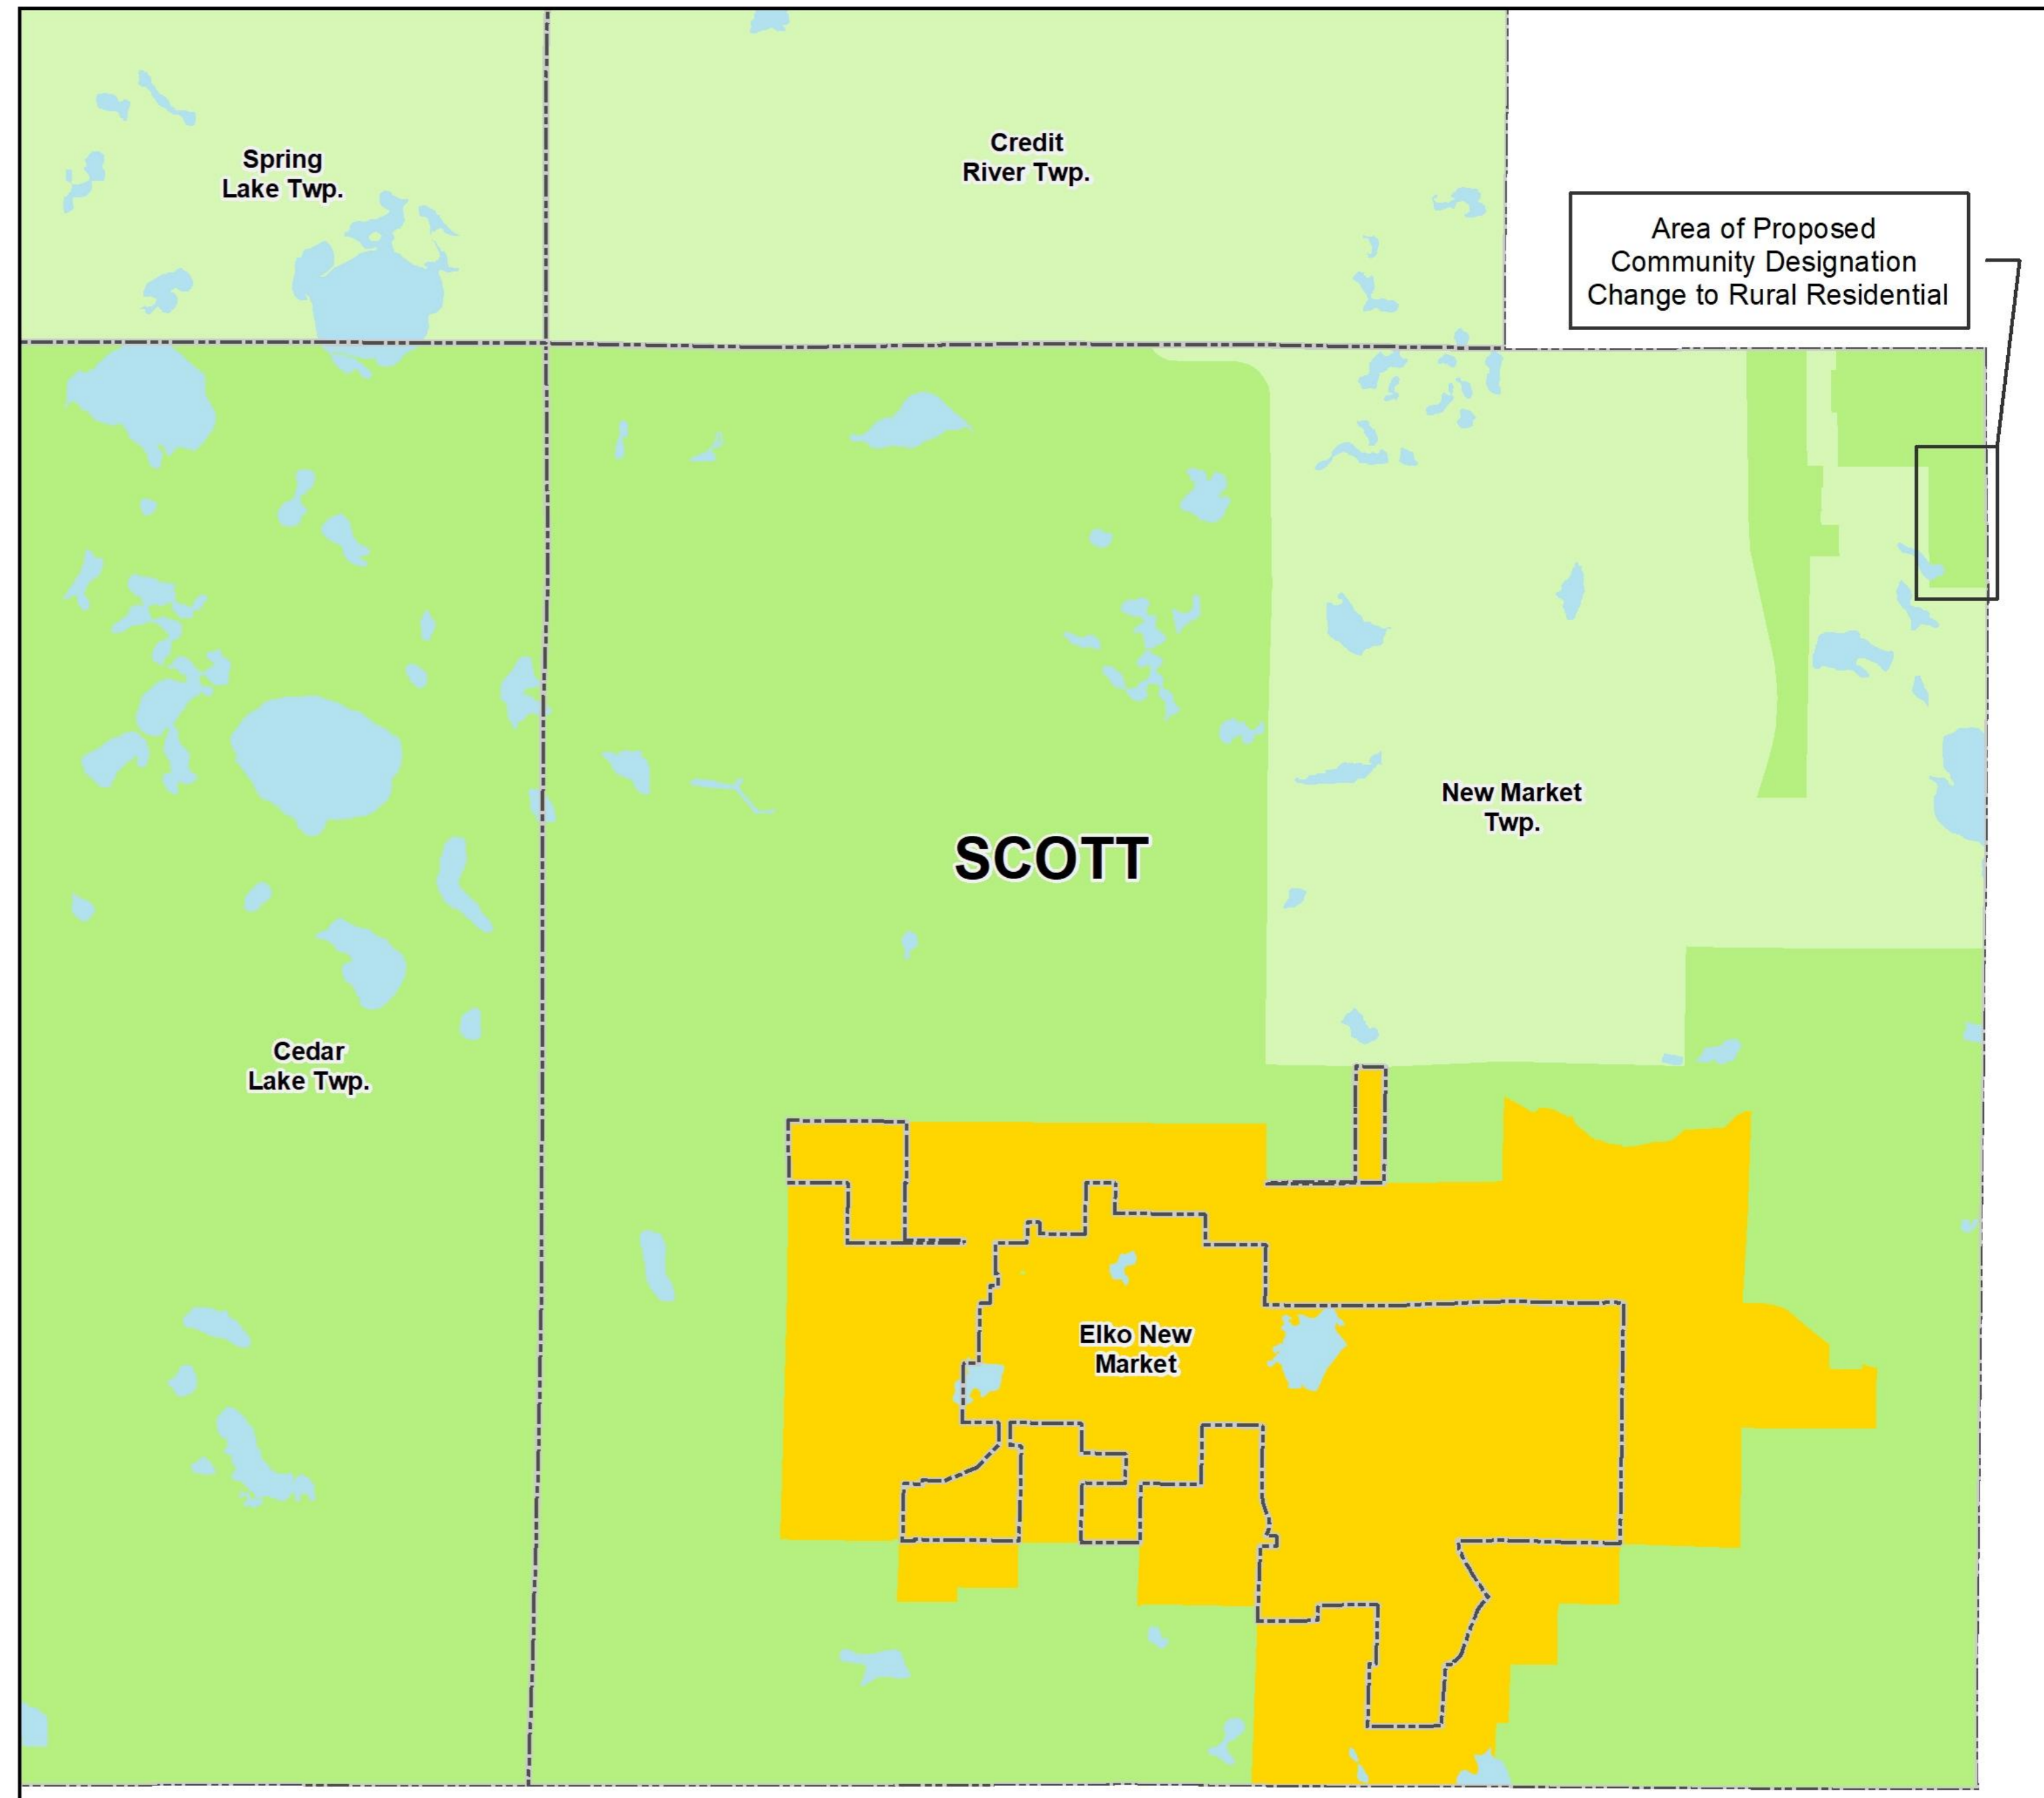 Spring
Lake Twp.
Credit
River Twp.
Area of Proposed
Community Designation
Change to Rural Residential
New Market
Twp.
SCOTT
Cedar
Lake Twp.
Elko New
Market